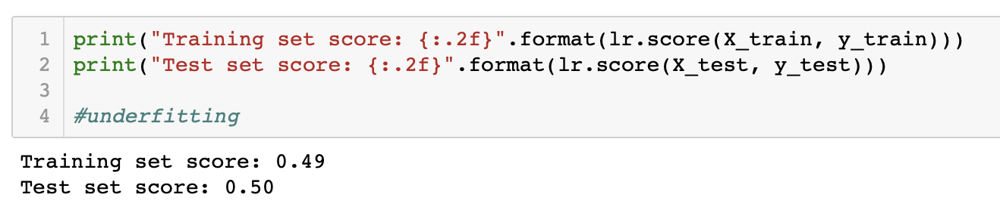 1 print("Training set score: {:.2f}".format(lr.score(X_train, y_train)))
2 print("Test set score: {:.2f}".format(lr.score(X_test, y_test)))
3
4 #underfitting
Training set score: 0.49
Test set score: 0.50